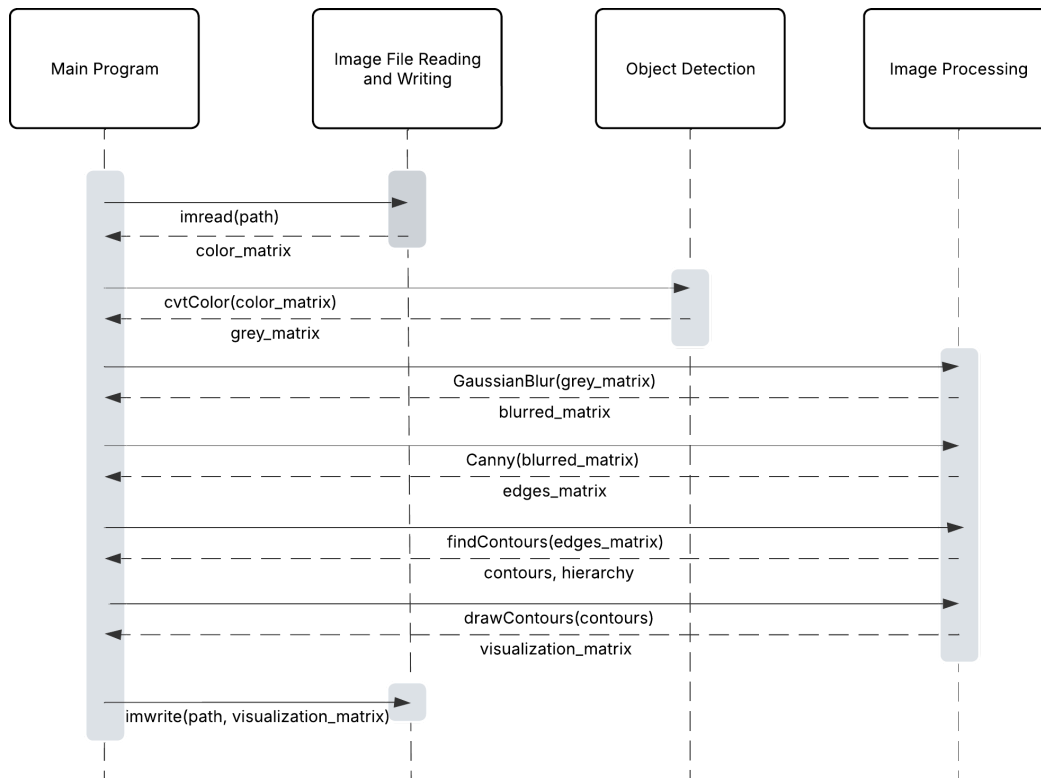 Main Program
Image File Reading
and Writing
Object Detection
Image Processing
imread(path)
color_matrix
cvtColor(color_matrix)
grey_matrix
GaussianBlur(grey_matrix)
blurred_matrix
Canny(blurred_matrix)
edges_matrix
findContours(edges_matrix)
contours, hierarchy
drawContours(contours)
visualization_matrix
imwrite(path, visualization_matrix)